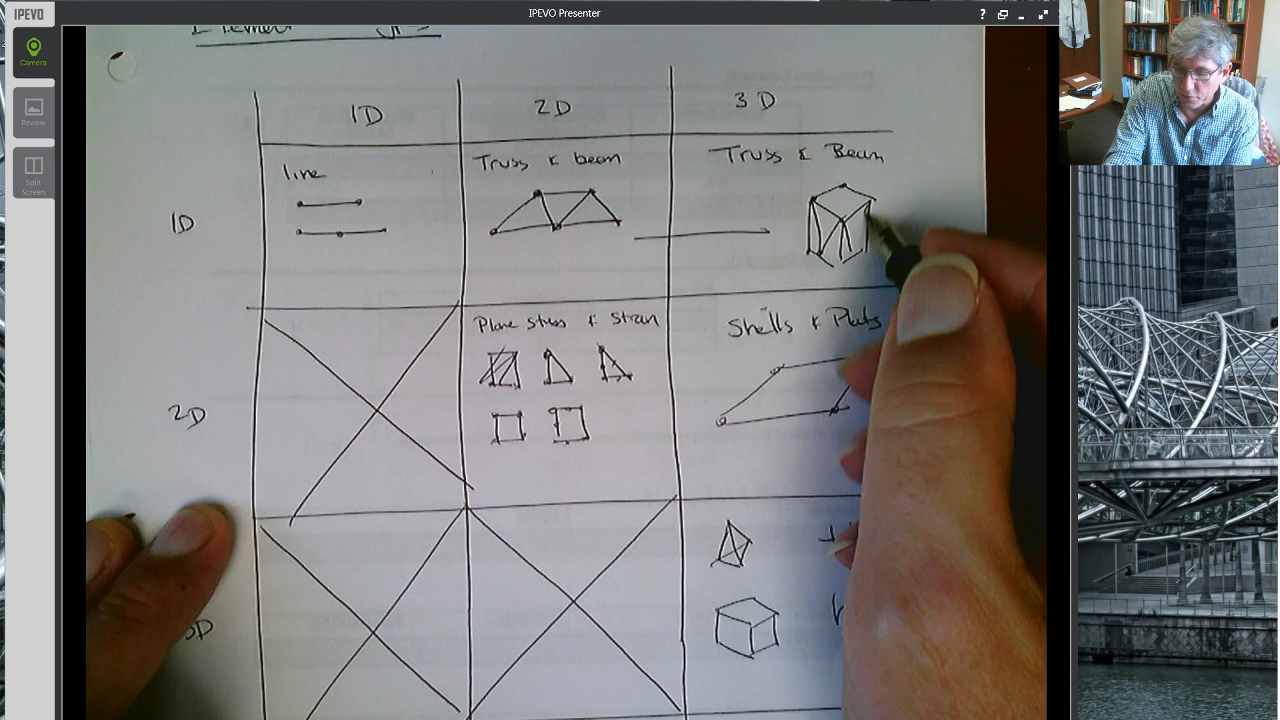 IPEVO Presenter
IPEVO
?
Camera
Review
Split
Screen
1D 2D 3D
line
Truss & beam
Truss & Beam
1D
Plane stress & Strain
Shells & Plates
2D